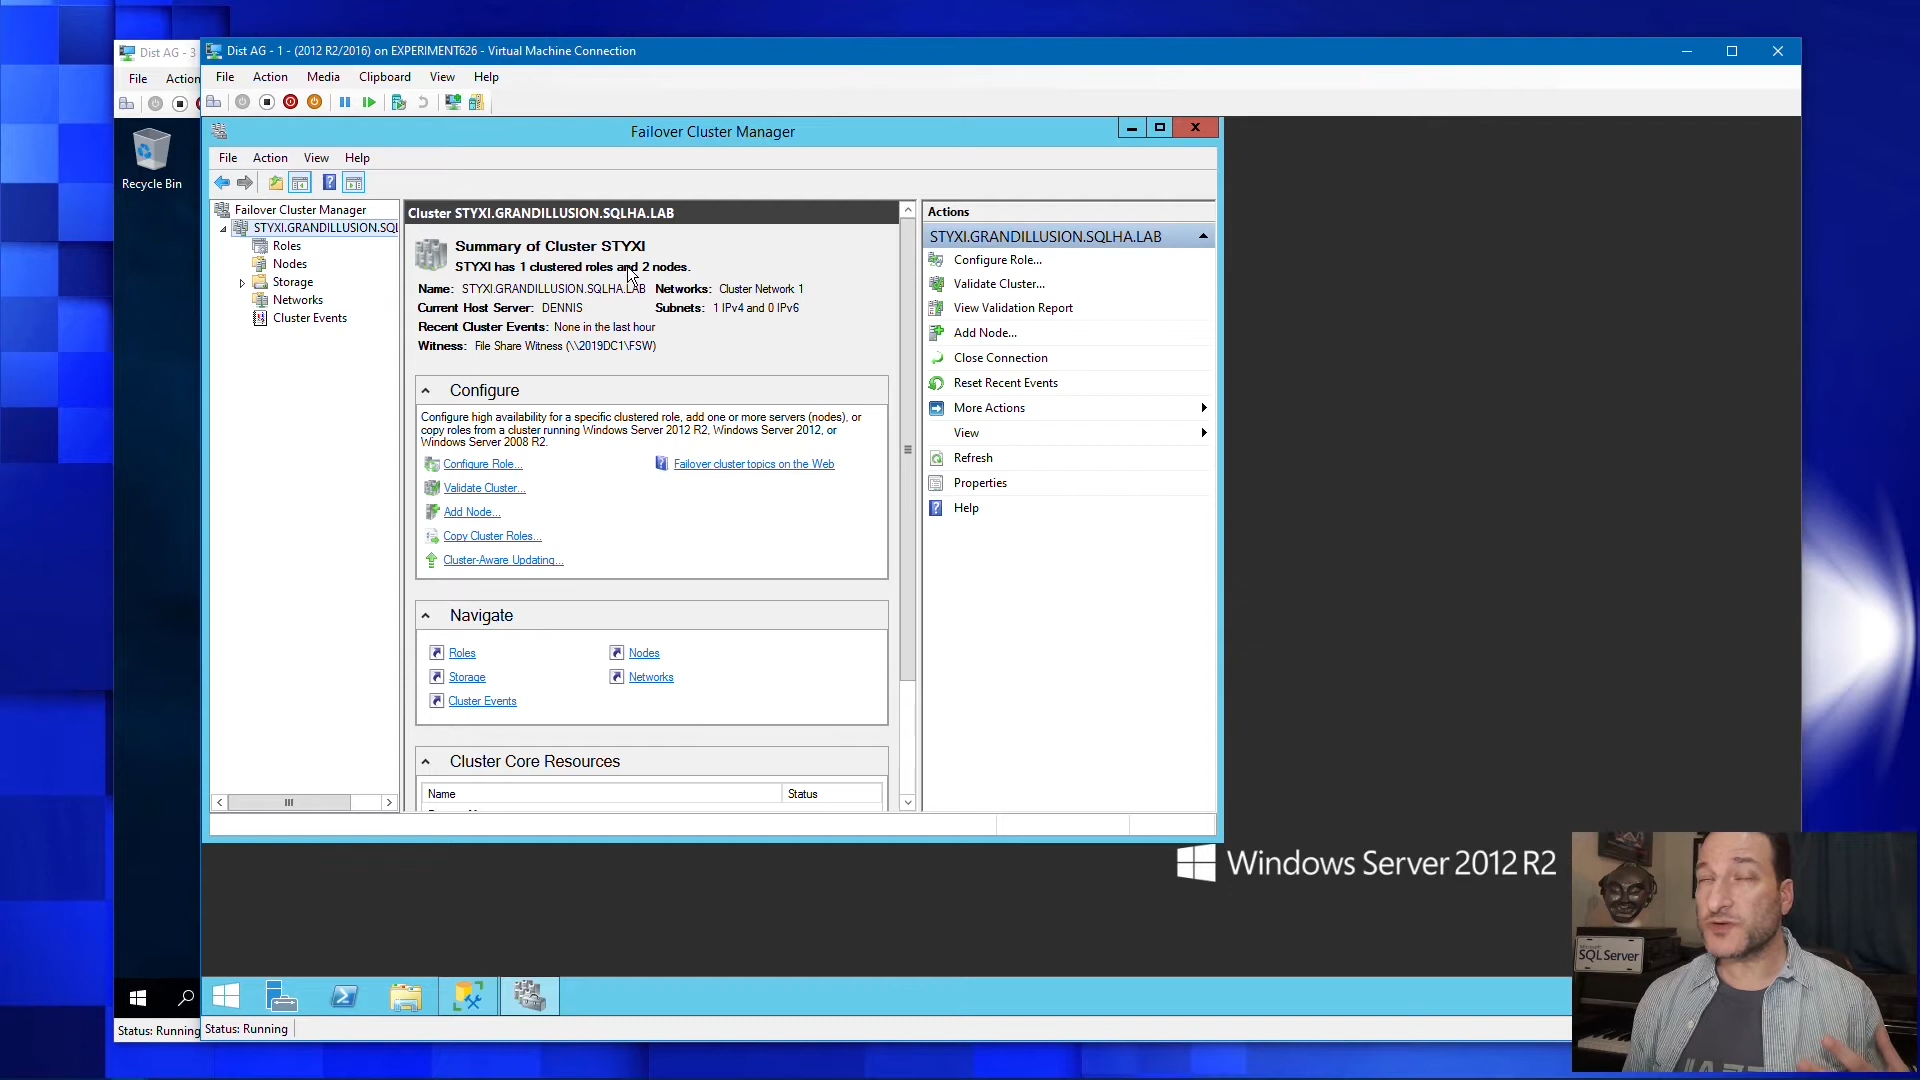 Dist AG - 3
File
Action
Recycle Bin
Status: Running
Dist AG - 1 - (2012 R2/2016) on EXPERIMENT626 - Virtual Machine Connection
File
Action
Media
Clipboard
View
Help
Failover Cluster Manager
File
Action
View
Help
Failover Cluster Manager
STYXI.GRANDILLUSION.SQL
Roles
Nodes
Storage
Networks
Cluster Events
Cluster STYXI.GRANDILLUSION.SQLHA.LAB
Summary of Cluster STYXI
STYXI has 1 clustered roles and 2 nodes.
Name: STYXI.GRANDILLUSION.SQLHA.LAB
Networks: Cluster Network 1
Current Host Server: DENNIS
Subnets: 1 IPv4 and 0 IPv6
Recent Cluster Events: None in the last hour
Witness: File Share Witness (\\2019DC1\FSW)
Configure
Configure high availability for a specific clustered role, add one or more servers (nodes), or
copy roles from a cluster running Windows Server 2012 R2, Windows Server 2012, or
Windows Server 2008 R2.
Configure Role...
Failover cluster topics on the Web
Validate Cluster...
Add Node...
Copy Cluster Roles...
Cluster-Aware Updating...
Navigate
Roles
Nodes
Storage
Networks
Cluster Events
Cluster Core Resources
Name
Status
Actions
STYXI.GRANDILLUSION.SQLHA.LAB
Configure Role...
Validate Cluster...
View Validation Report
Add Node...
Close Connection
Reset Recent Events
More Actions
View
Refresh
Properties
Help
Windows Server 2012 R2
Status: Running
Microsoft
SQL Server